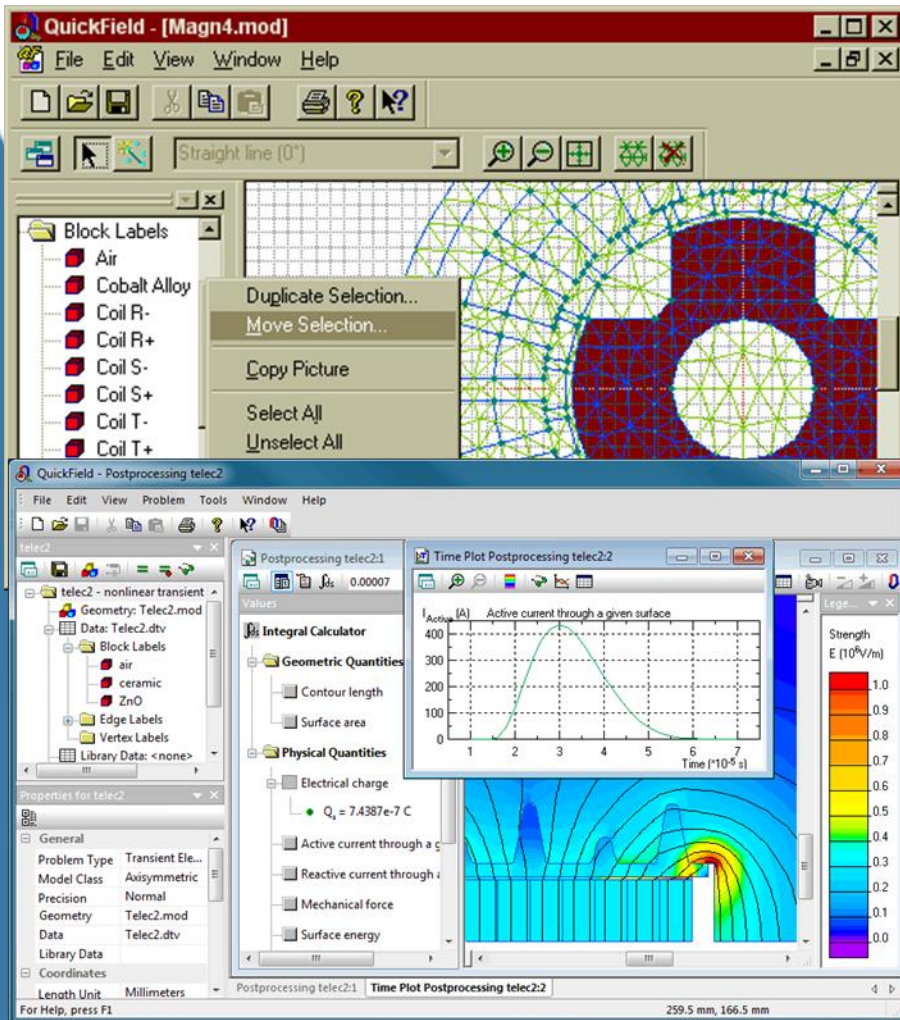 QuickField - [Magn4.mod]
File Edit View Window Help
Straight line (0°)
Block Labels
Air
Cobalt Alloy
Coil R-
Coil R+
Coil S-
Coil S+
Coil T-
Coil T+
Duplicate Selection...
Move Selection...
Copy Picture
Select All
Unselect All
QuickField - Postprocessing telec2
File Edit View Problem Tools Window Help
telec2
telec2 - nonlinear transient
Geometry: Telec2.mod
Data: Telec2.dtv
Block Labels
air
ceramic
ZnO
Edge Labels
Vertex Labels
Library Data: <none>
Properties for telec2
General
Problem Type Transient Ele...
Model Class Axisymmetric
Precision Normal
Geometry Telec2.mod
Data Telec2.dtv
Library Data
Coordinates
Length Unit Millimeters
Postprocessing telec2:1
0.00007
Values
Integral Calculator
Geometric Quantities
Contour length
Surface area
Physical Quantities
Electrical charge
Qs = 7.4387e-7 C
Active current through a g
Reactive current through a
Mechanical force
Surface energy
Time Plot Postprocessing telec2:2
I Active (A) Active current through a given surface
400
300
200
100
0
1 2 3 4 5 6 7
Time (*10-5 s)
Lege...
Strength
E (10⁶V/m)
1.0
0.9
0.8
0.7
0.6
0.5
0.4
0.3
0.2
0.1
0.0
Postprocessing telec2:1 Time Plot Postprocessing telec2:2
For Help, press F1 259.5 mm, 166.5 mm